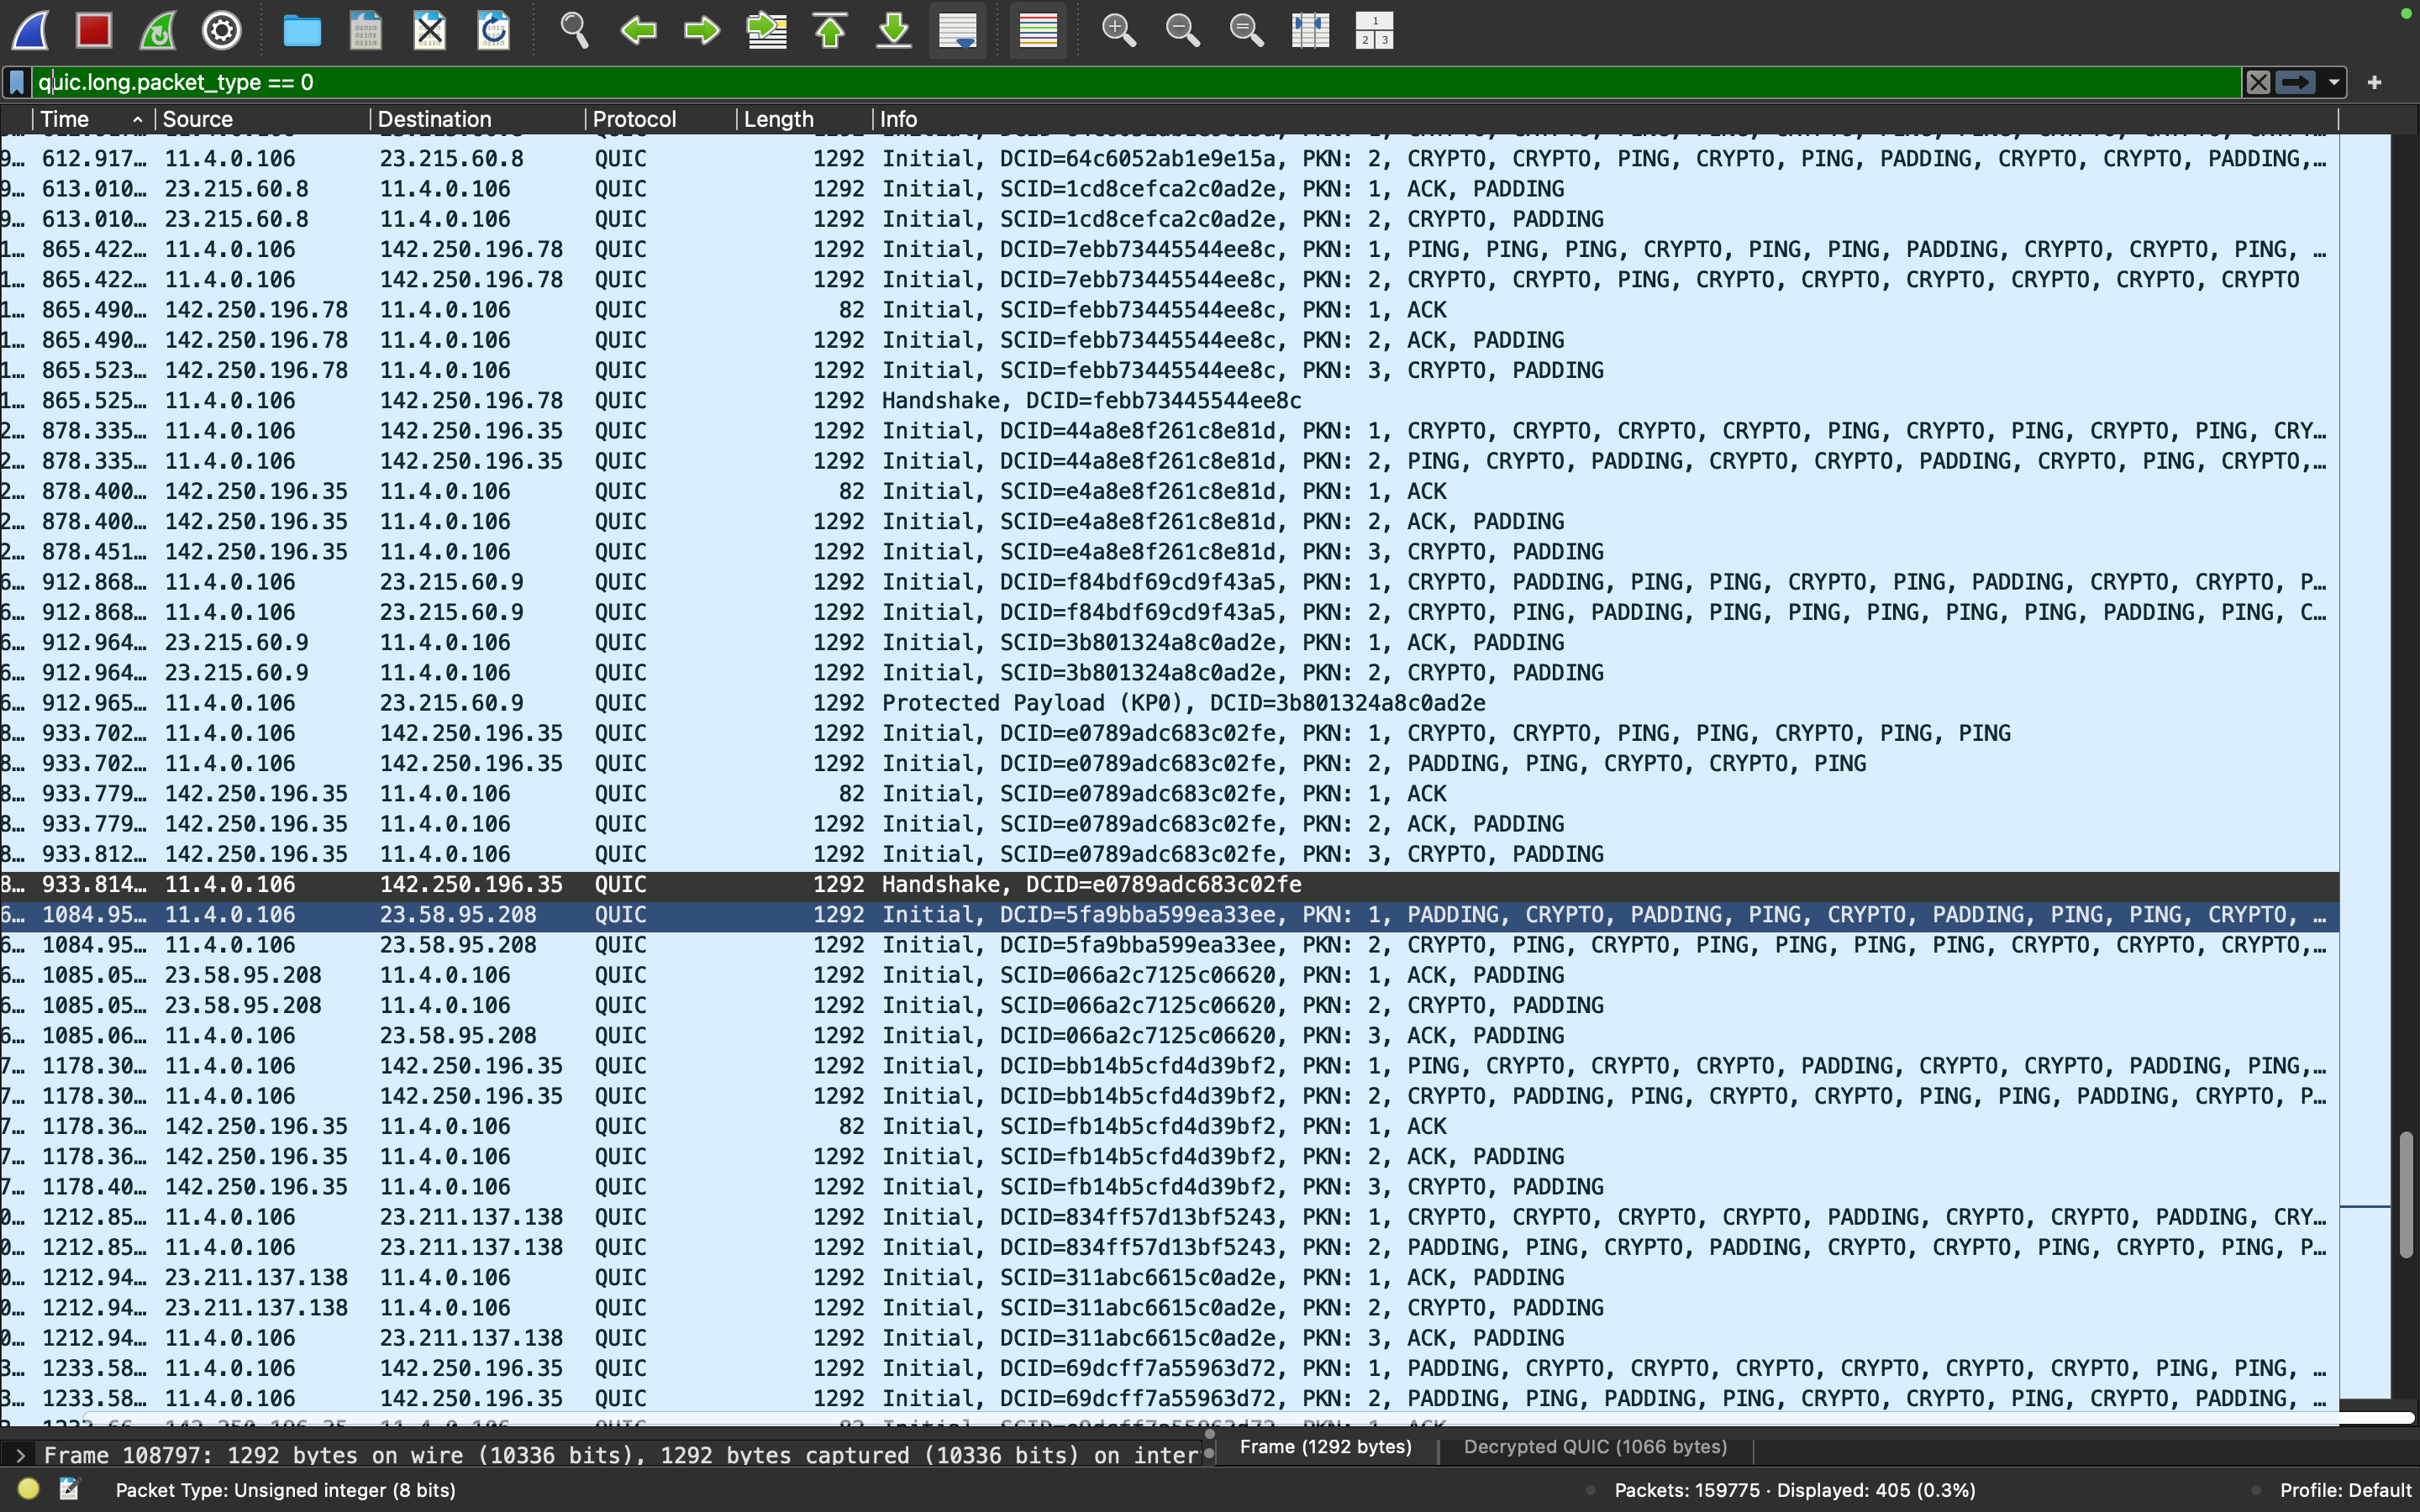 quic.long.packet_type == 0
Time Source Destination Protocol Length Info
9… 612.917… 11.4.0.106 23.215.60.8 QUIC 1292 Initial, DCID=64c6052ab1e9e15a, PKN: 2, CRYPTO, CRYPTO, PING, CRYPTO, PING, PADDING, CRYPTO, CRYPTO, PADDING,…
9… 613.010… 23.215.60.8 11.4.0.106 QUIC 1292 Initial, SCID=1cd8cefca2c0ad2e, PKN: 1, ACK, PADDING
9… 613.010… 23.215.60.8 11.4.0.106 QUIC 1292 Initial, SCID=1cd8cefca2c0ad2e, PKN: 2, CRYPTO, PADDING
1… 865.422… 11.4.0.106 142.250.196.78 QUIC 1292 Initial, DCID=7ebb73445544ee8c, PKN: 1, PING, PING, PING, CRYPTO, PING, PING, PADDING, CRYPTO, CRYPTO, PING, …
1… 865.422… 11.4.0.106 142.250.196.78 QUIC 1292 Initial, DCID=7ebb73445544ee8c, PKN: 2, CRYPTO, CRYPTO, PING, CRYPTO, CRYPTO, CRYPTO, CRYPTO, CRYPTO, CRYPTO
1… 865.490… 142.250.196.78 11.4.0.106 QUIC 82 Initial, SCID=febb73445544ee8c, PKN: 1, ACK
1… 865.490… 142.250.196.78 11.4.0.106 QUIC 1292 Initial, SCID=febb73445544ee8c, PKN: 2, ACK, PADDING
1… 865.523… 142.250.196.78 11.4.0.106 QUIC 1292 Initial, SCID=febb73445544ee8c, PKN: 3, CRYPTO, PADDING
1… 865.525… 11.4.0.106 142.250.196.78 QUIC 1292 Handshake, DCID=febb73445544ee8c
2… 878.335… 11.4.0.106 142.250.196.35 QUIC 1292 Initial, DCID=44a8e8f261c8e81d, PKN: 1, CRYPTO, CRYPTO, CRYPTO, CRYPTO, PING, CRYPTO, PING, CRYPTO, PING, CRY…
2… 878.335… 11.4.0.106 142.250.196.35 QUIC 1292 Initial, DCID=44a8e8f261c8e81d, PKN: 2, PING, CRYPTO, PADDING, CRYPTO, CRYPTO, PADDING, CRYPTO, PING, CRYPTO,…
2… 878.400… 142.250.196.35 11.4.0.106 QUIC 82 Initial, SCID=e4a8e8f261c8e81d, PKN: 1, ACK
2… 878.400… 142.250.196.35 11.4.0.106 QUIC 1292 Initial, SCID=e4a8e8f261c8e81d, PKN: 2, ACK, PADDING
2… 878.451… 142.250.196.35 11.4.0.106 QUIC 1292 Initial, SCID=e4a8e8f261c8e81d, PKN: 3, CRYPTO, PADDING
6… 912.868… 11.4.0.106 23.215.60.9 QUIC 1292 Initial, DCID=f84bdf69cd9f43a5, PKN: 1, CRYPTO, PADDING, PING, PING, CRYPTO, PING, PADDING, CRYPTO, CRYPTO, P…
6… 912.868… 11.4.0.106 23.215.60.9 QUIC 1292 Initial, DCID=f84bdf69cd9f43a5, PKN: 2, CRYPTO, PING, PADDING, PING, PING, PING, PING, PING, PADDING, PING, C…
6… 912.964… 23.215.60.9 11.4.0.106 QUIC 1292 Initial, SCID=3b801324a8c0ad2e, PKN: 1, ACK, PADDING
6… 912.964… 23.215.60.9 11.4.0.106 QUIC 1292 Initial, SCID=3b801324a8c0ad2e, PKN: 2, CRYPTO, PADDING
6… 912.965… 11.4.0.106 23.215.60.9 QUIC 1292 Protected Payload (KP0), DCID=3b801324a8c0ad2e
8… 933.702… 11.4.0.106 142.250.196.35 QUIC 1292 Initial, DCID=e0789adc683c02fe, PKN: 1, CRYPTO, CRYPTO, PING, PING, CRYPTO, PING, PING
8… 933.702… 11.4.0.106 142.250.196.35 QUIC 1292 Initial, DCID=e0789adc683c02fe, PKN: 2, PADDING, PING, CRYPTO, CRYPTO, PING
8… 933.779… 142.250.196.35 11.4.0.106 QUIC 82 Initial, SCID=e0789adc683c02fe, PKN: 1, ACK
8… 933.779… 142.250.196.35 11.4.0.106 QUIC 1292 Initial, SCID=e0789adc683c02fe, PKN: 2, ACK, PADDING
8… 933.812… 142.250.196.35 11.4.0.106 QUIC 1292 Initial, SCID=e0789adc683c02fe, PKN: 3, CRYPTO, PADDING
8… 933.814… 11.4.0.106 142.250.196.35 QUIC 1292 Handshake, DCID=e0789adc683c02fe
6… 1084.95… 11.4.0.106 23.58.95.208 QUIC 1292 Initial, DCID=5fa9bba599ea33ee, PKN: 1, PADDING, CRYPTO, PADDING, PING, CRYPTO, PADDING, PING, PING, CRYPTO, …
6… 1084.95… 11.4.0.106 23.58.95.208 QUIC 1292 Initial, DCID=5fa9bba599ea33ee, PKN: 2, CRYPTO, PING, CRYPTO, PING, PING, PING, PING, CRYPTO, CRYPTO, CRYPTO,…
6… 1085.05… 23.58.95.208 11.4.0.106 QUIC 1292 Initial, SCID=066a2c7125c06620, PKN: 1, ACK, PADDING
6… 1085.05… 23.58.95.208 11.4.0.106 QUIC 1292 Initial, SCID=066a2c7125c06620, PKN: 2, CRYPTO, PADDING
6… 1085.06… 11.4.0.106 23.58.95.208 QUIC 1292 Initial, DCID=066a2c7125c06620, PKN: 3, ACK, PADDING
7… 1178.30… 11.4.0.106 142.250.196.35 QUIC 1292 Initial, DCID=bb14b5cfd4d39bf2, PKN: 1, PING, CRYPTO, CRYPTO, CRYPTO, PADDING, CRYPTO, CRYPTO, PADDING, PING,…
7… 1178.30… 11.4.0.106 142.250.196.35 QUIC 1292 Initial, DCID=bb14b5cfd4d39bf2, PKN: 2, CRYPTO, PADDING, PING, CRYPTO, CRYPTO, PING, PING, PADDING, CRYPTO, P…
7… 1178.36… 142.250.196.35 11.4.0.106 QUIC 82 Initial, SCID=fb14b5cfd4d39bf2, PKN: 1, ACK
7… 1178.36… 142.250.196.35 11.4.0.106 QUIC 1292 Initial, SCID=fb14b5cfd4d39bf2, PKN: 2, ACK, PADDING
7… 1178.40… 142.250.196.35 11.4.0.106 QUIC 1292 Initial, SCID=fb14b5cfd4d39bf2, PKN: 3, CRYPTO, PADDING
0… 1212.85… 11.4.0.106 23.211.137.138 QUIC 1292 Initial, DCID=834ff57d13bf5243, PKN: 1, CRYPTO, CRYPTO, CRYPTO, CRYPTO, PADDING, CRYPTO, CRYPTO, PADDING, CRY…
0… 1212.85… 11.4.0.106 23.211.137.138 QUIC 1292 Initial, DCID=834ff57d13bf5243, PKN: 2, PADDING, PING, CRYPTO, PADDING, CRYPTO, CRYPTO, PING, CRYPTO, PING, P…
0… 1212.94… 23.211.137.138 11.4.0.106 QUIC 1292 Initial, SCID=311abc6615c0ad2e, PKN: 1, ACK, PADDING
0… 1212.94… 23.211.137.138 11.4.0.106 QUIC 1292 Initial, SCID=311abc6615c0ad2e, PKN: 2, CRYPTO, PADDING
0… 1212.94… 11.4.0.106 23.211.137.138 QUIC 1292 Initial, DCID=311abc6615c0ad2e, PKN: 3, ACK, PADDING
3… 1233.58… 11.4.0.106 142.250.196.35 QUIC 1292 Initial, DCID=69dcff7a55963d72, PKN: 1, PADDING, CRYPTO, CRYPTO, CRYPTO, CRYPTO, CRYPTO, CRYPTO, PING, PING, …
3… 1233.58… 11.4.0.106 142.250.196.35 QUIC 1292 Initial, DCID=69dcff7a55963d72, PKN: 2, PADDING, PING, PADDING, PING, CRYPTO, CRYPTO, PING, CRYPTO, PADDING, …
Frame 108797: 1292 bytes on wire (10336 bits), 1292 bytes captured (10336 bits) on inter
Frame (1292 bytes) Decrypted QUIC (1066 bytes)
Packet Type: Unsigned integer (8 bits) Packets: 159775 · Displayed: 405 (0.3%) Profile: Default